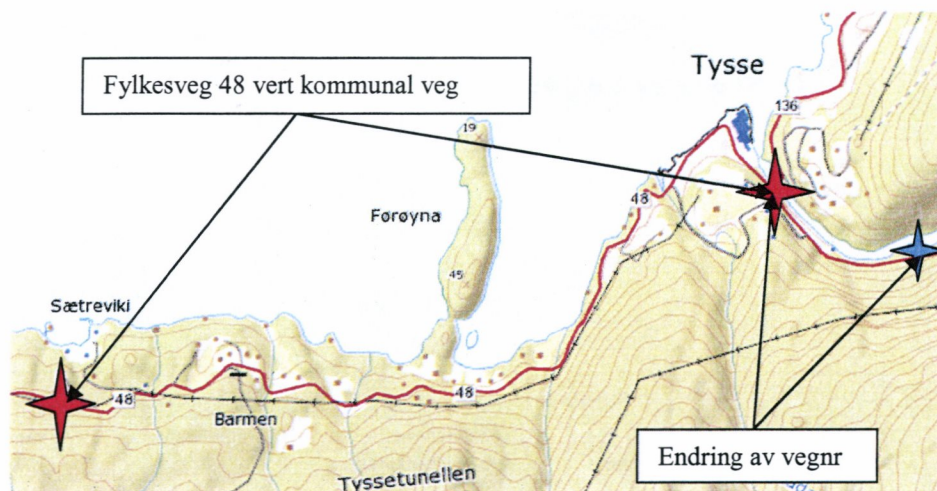 Fylkesveg 48 vert kommunal veg
Tysse
136
19
Førøyna
48
45
Sætreviki
48
48
Barmen
Tyssetunellen
Endring av vegnr